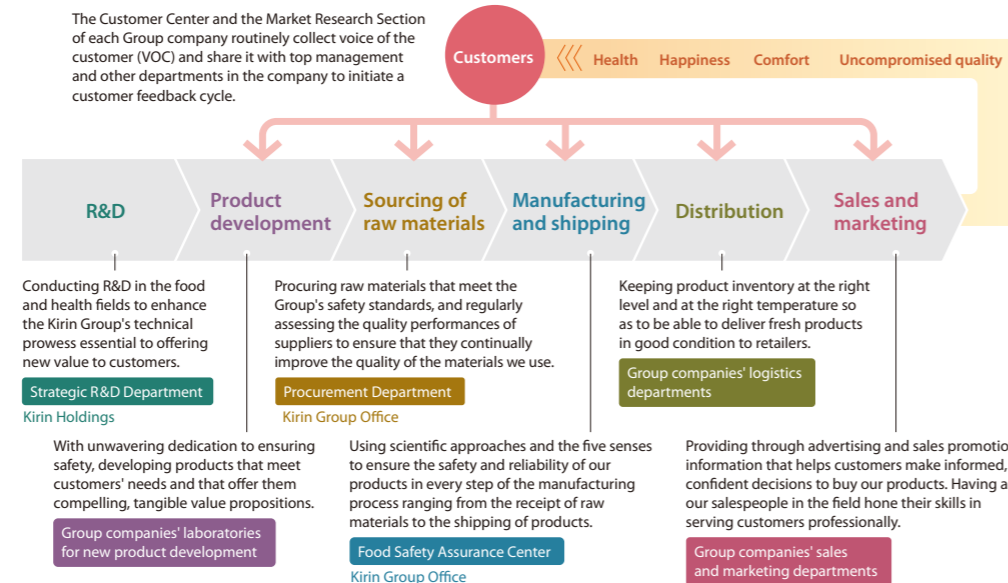 The Customer Center and the Market Research Section
of each Group company routinely collect voice of the
customer (VOC) and share it with top management
and other departments in the company to initiate a
customer feedback cycle.
Customers
Health Happiness Comfort Uncompromised quality
R&D
Product
development
Sourcing of
raw materials
Manufacturing
and shipping
Distribution
Sales and
marketing
Conducting R&D in the food
and health fields to enhance
the Kirin Group's technical
prowess essential to offering
new value to customers.
Strategic R&D Department
Kirin Holdings
Procuring raw materials that meet the
Group's safety standards, and regularly
assessing the quality performances of
suppliers to ensure that they continually
improve the quality of the materials we use.
Procurement Department
Kirin Group Office
Keeping product inventory at the right
level and at the right temperature so
as to be able to deliver fresh products
in good condition to retailers.
Group companies' logistics
departments
With unwavering dedication to ensuring
safety, developing products that meet
customers' needs and that offer them
compelling, tangible value propositions.
Group companies' laboratories
for new product development
Using scientific approaches and the five senses
to ensure the safety and reliability of our
products in every step of the manufacturing
process ranging from the receipt of raw
materials to the shipping of products.
Food Safety Assurance Center
Kirin Group Office
Providing through advertising and sales promotio
information that helps customers make informed,
confident decisions to buy our products. Having a
our salespeople in the field hone their skills in
serving customers professionally.
Group companies' sales
and marketing departments